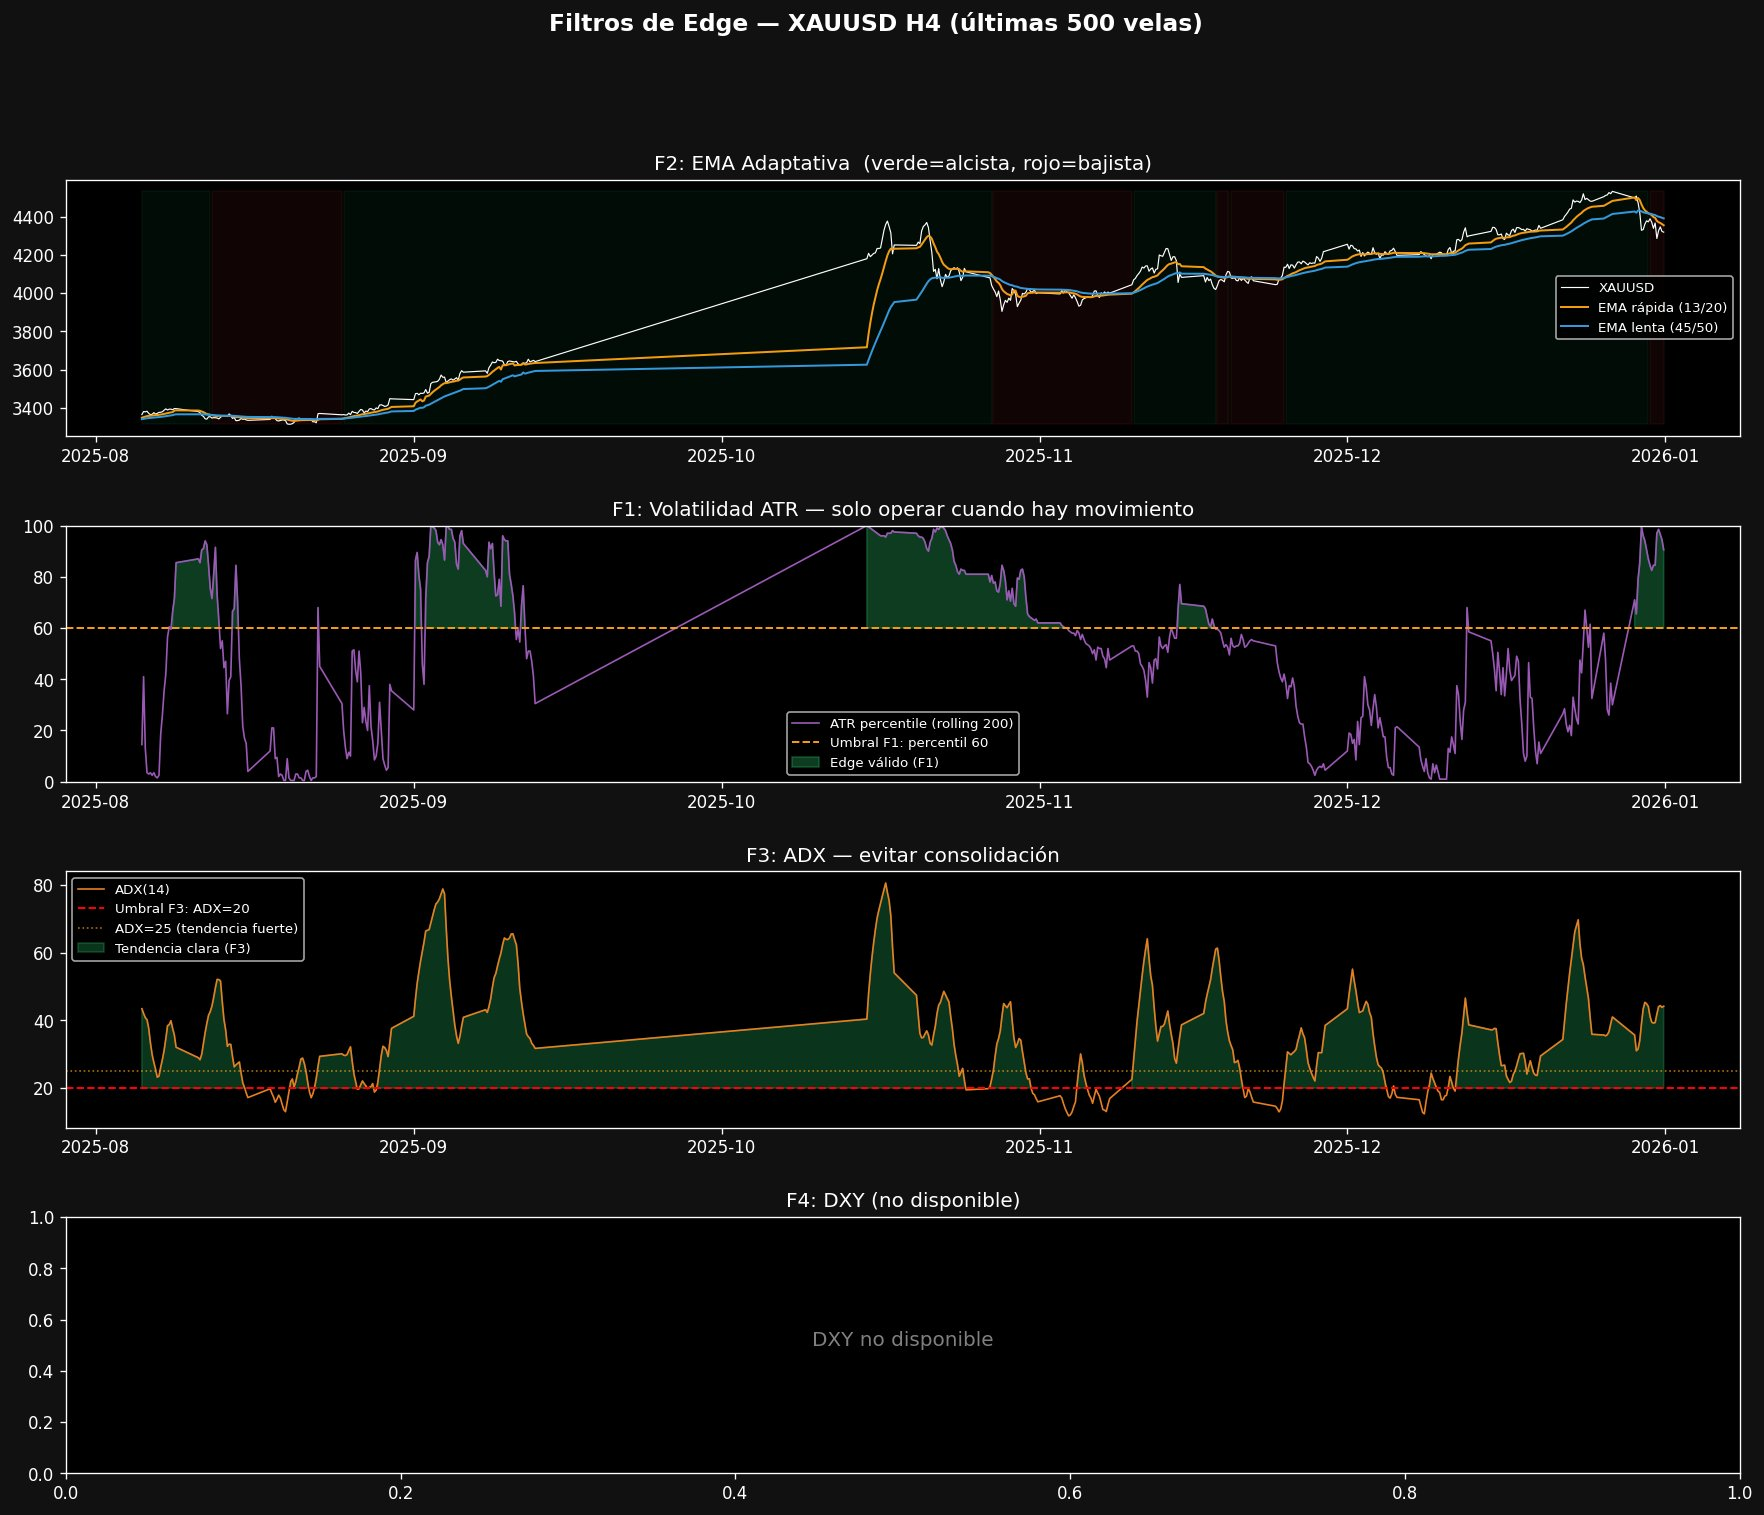 Filtros de Edge — XAUUSD H4 (últimas 500 velas)
F2: EMA Adaptativa  (verde=alcista, rojo=bajista)
4400
4200
4000
3800
3600
3400
XAUUSD
EMA rápida (13/20)
EMA lenta (45/50)
2025-08 2025-09 2025-10 2025-11 2025-12 2026-01
F1: Volatilidad ATR — solo operar cuando hay movimiento
100
80
60
40
20
0
ATR percentile (rolling 200)
Umbral F1: percentil 60
Edge válido (F1)
2025-08 2025-09 2025-10 2025-11 2025-12 2026-01
F3: ADX — evitar consolidación
80
60
40
20
ADX(14)
Umbral F3: ADX=20
ADX=25 (tendencia fuerte)
Tendencia clara (F3)
2025-08 2025-09 2025-10 2025-11 2025-12 2026-01
F4: DXY (no disponible)
1.0
0.8
0.6
0.4
0.2
0.0
DXY no disponible
0.0 0.2 0.4 0.6 0.8 1.0